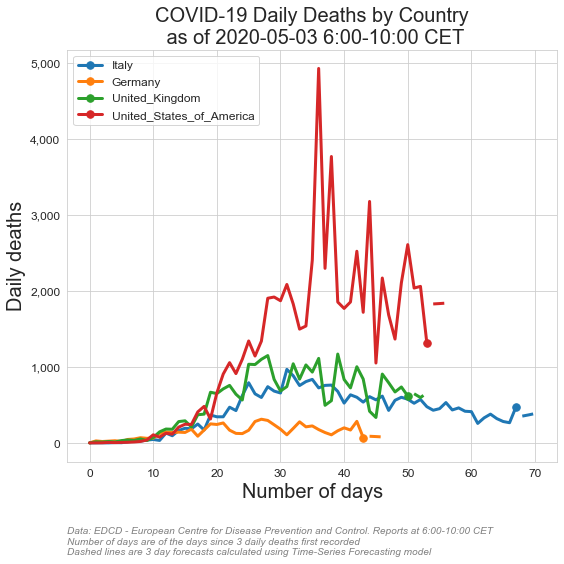 COVID-19 Daily Deaths by Country
as of 2020-05-03 6:00-10:00 CET
Italy
Germany
United_Kingdom
United_States_of_America
Daily deaths
5,000
4,000
3,000
2,000
1,000
0
0 10 20 30 40 50 60 70
Number of days
Data: EDCD - European Centre for Disease Prevention and Control. Reports at 6:00-10:00 CET
Number of days are of the days since 3 daily deaths first recorded
Dashed lines are 3 day forecasts calculated using Time-Series Forecasting model